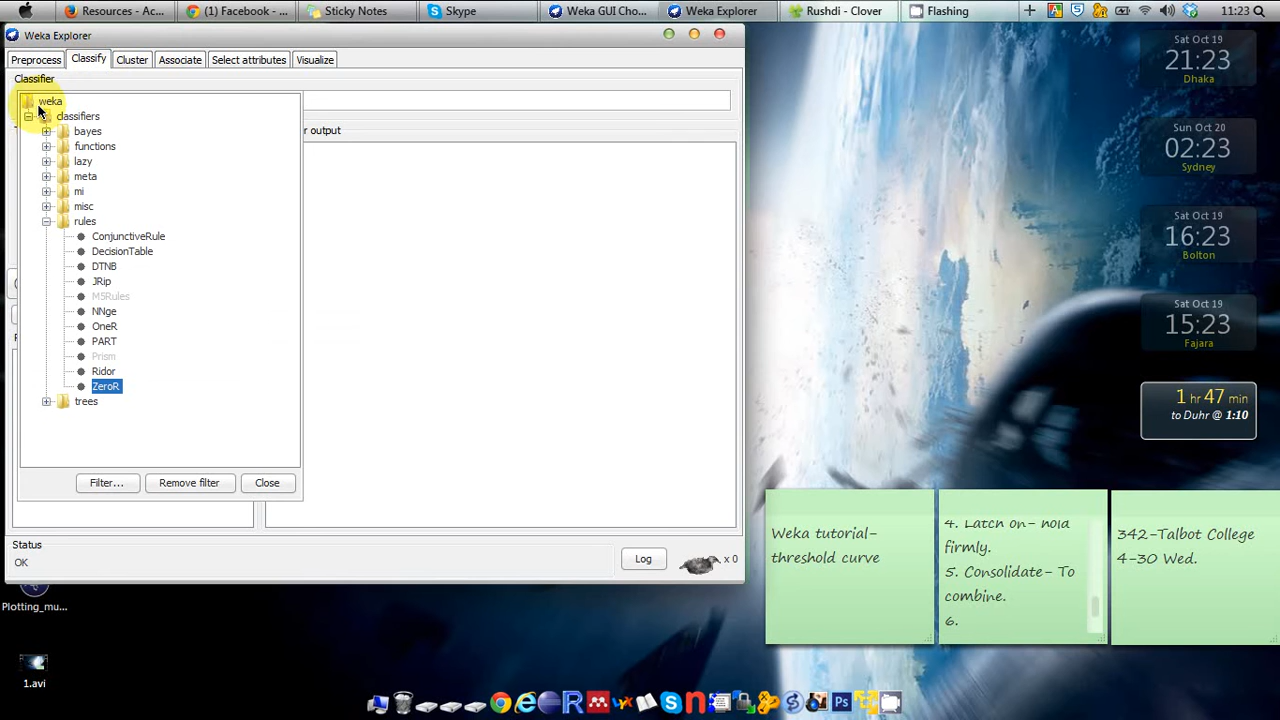 Resources - Ac...
(1) Facebook - ...
Sticky Notes
Skype
Weka GUI Cho...
Weka Explorer
Rushdi - Clover
Flashing
11:23
Weka Explorer
Preprocess
Classify
Cluster
Associate
Select attributes
Visualize
Classifier
weka
classifiers
bayes
functions
lazy
meta
mi
misc
rules
ConjunctiveRule
DecisionTable
DTNB
JRip
M5Rules
NNge
OneR
PART
Prism
Ridor
ZeroR
trees
Filter...
Remove filter
Close
r output
Status
OK
Log
x 0
Sat Oct 19
21:23
Dhaka
Sun Oct 20
02:23
Sydney
Sat Oct 19
16:23
Bolton
Sat Oct 19
15:23
Fajara
1 hr 47 min
to Duhr @ 1:10
Weka tutorial-
threshold curve
4. Latch on- hold
firmly.
5. Consolidate- To
combine.
6.
342-Talbot College
4-30 Wed.
Plotting_mu...
1.avi